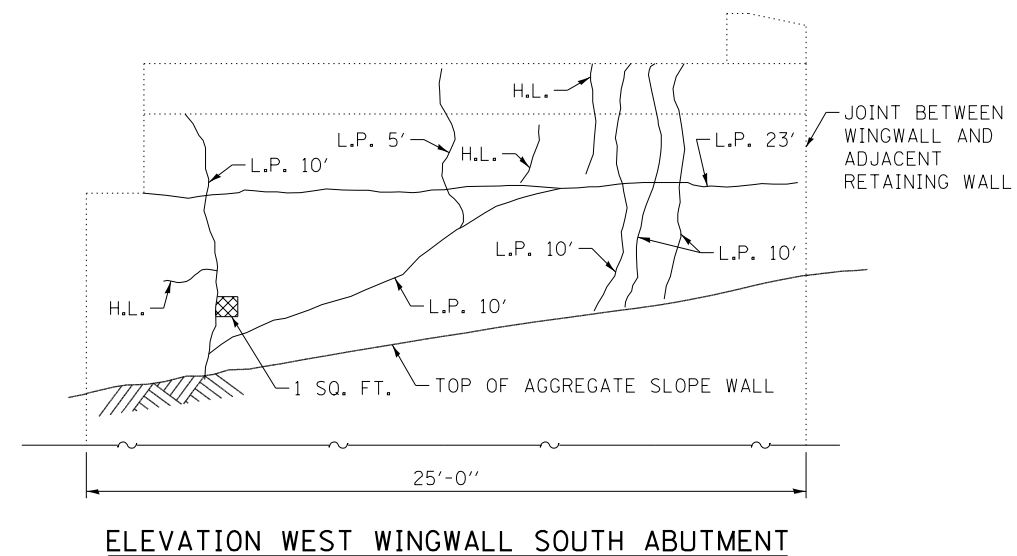 H.L.
L.P. 5'
H.L.
L.P. 23'
JOINT BETWEEN
WINGWALL AND
ADJACENT
RETAINING WALL
L.P. 10'
L.P. 10'
L.P. 10'
H.L.
L.P. 10'
1 SQ. FT.
TOP OF AGGREGATE SLOPE WALL
25'-0''
ELEVATION WEST WINGWALL SOUTH ABUTMENT